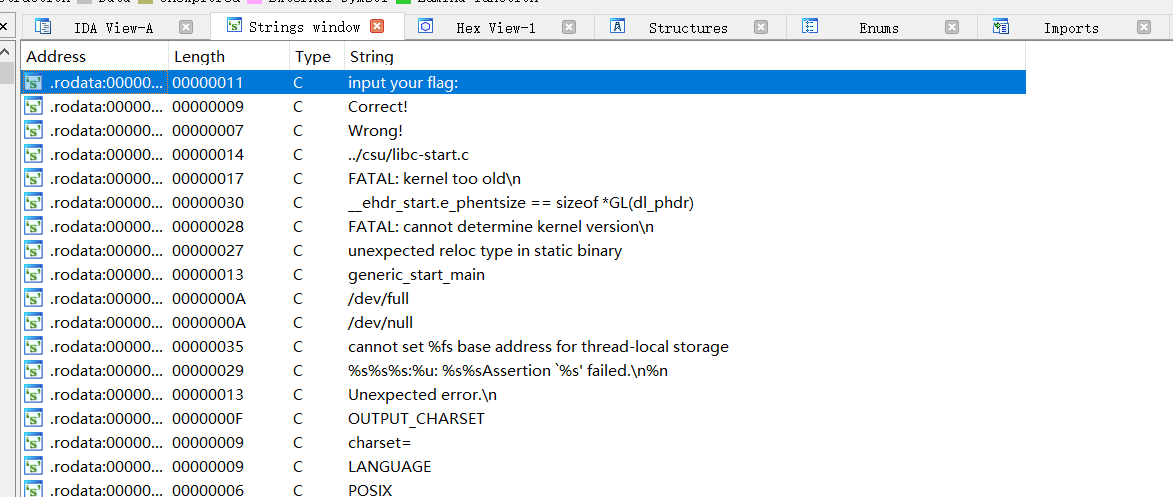 Data Unexplored External symbol Lumina function
IDA View-A Strings window Hex View-1 Structures Enums Imports
Address Length Type String
.rodata:00000... 00000011 C input your flag:
.rodata:00000... 00000009 C Correct!
.rodata:00000... 00000007 C Wrong!
.rodata:00000... 00000014 C ../csu/libc-start.c
.rodata:00000... 00000017 C FATAL: kernel too old\n
.rodata:00000... 00000030 C __ehdr_start.e_phentsize == sizeof *GL(dl_phdr)
.rodata:00000... 00000028 C FATAL: cannot determine kernel version\n
.rodata:00000... 00000027 C unexpected reloc type in static binary
.rodata:00000... 00000013 C generic_start_main
.rodata:00000... 0000000A C /dev/full
.rodata:00000... 0000000A C /dev/null
.rodata:00000... 00000035 C cannot set %fs base address for thread-local storage
.rodata:00000... 00000029 C %s%s%s:%u: %s%sAssertion `%s' failed.\n%n
.rodata:00000... 00000013 C Unexpected error.\n
.rodata:00000... 0000000F C OUTPUT_CHARSET
.rodata:00000... 00000009 C charset=
.rodata:00000... 00000009 C LANGUAGE
.rodata:00000... 00000006 C POSIX